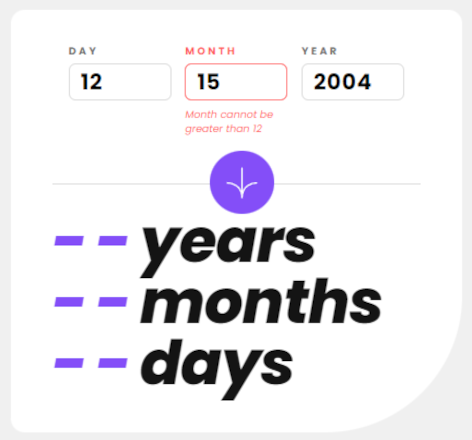 DAY MONTH YEAR
12 15 2004
Month cannot be
greater than 12
-- years
-- months
-- days